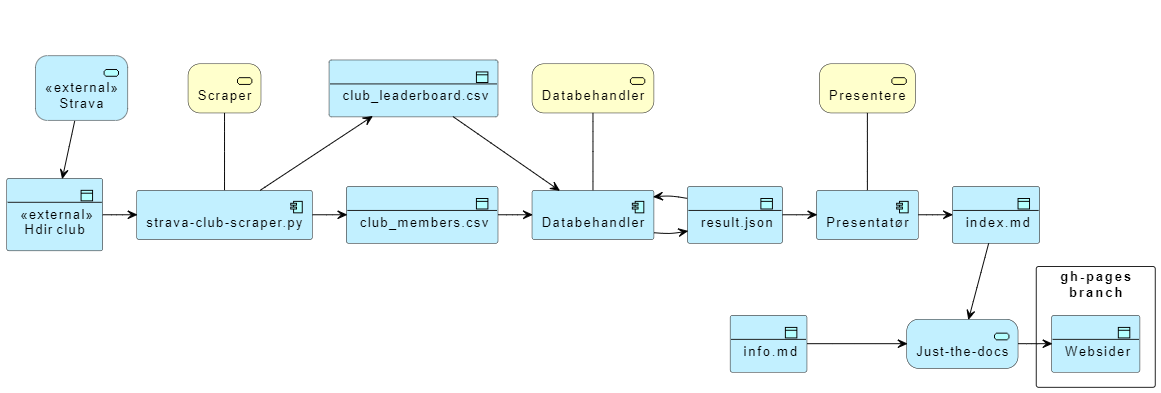 «external»
Strava
Scraper
club_leaderboard.csv
Databehandler
Presentere
«external»
Hdir club
strava-club-scraper.py
club_members.csv
Databehandler
result.json
Presentatør
index.md
gh-pages
branch
info.md
Just-the-docs
Websider